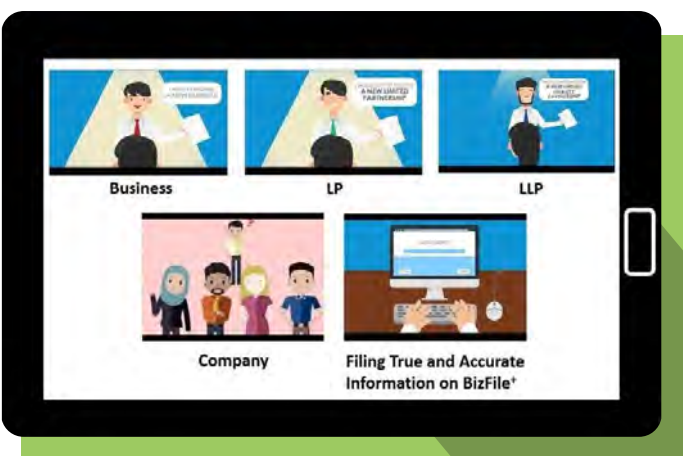 A NEW LIMITED
PARTNERSHIP
Business
LP
LLP
Company
Filing True and Accurate
Information on BizFile⁺